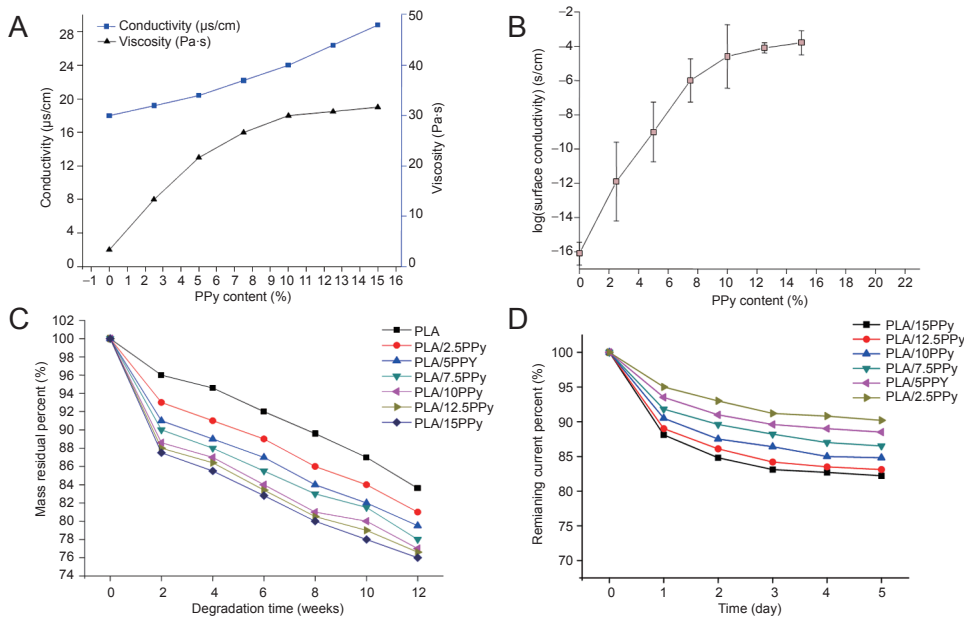 A
Conductivity (µs/cm)
Viscosity (Pa·s)
28
24
20
16
12
8
4
0
50
40
30
20
10
0
Conductivity (µs/cm)
Viscosity (Pa·s)
−1 0 1 2 3 4 5 6 7 8 9 10 11 12 13 14 15 16
PPy content (%)
B
−2
−4
−6
−8
−10
−12
−14
−16
log(surface conductivity) (s/cm)
0 2 4 6 8 10 12 14 16 18 20 22
PPy content (%)
C
102
100
98
96
94
92
90
88
86
84
82
80
78
76
74
Mass residual percent (%)
PLA
PLA/2.5PPy
PLA/5PPY
PLA/7.5PPy
PLA/10PPy
PLA/12.5PPy
PLA/15PPy
0 2 4 6 8 10 12
Degradation time (weeks)
D
100
95
90
85
80
75
70
Remianing current percent (%)
PLA/15PPy
PLA/12.5PPy
PLA/10PPy
PLA/7.5PPy
PLA/5PPY
PLA/2.5PPy
0 1 2 3 4 5
Time (day)